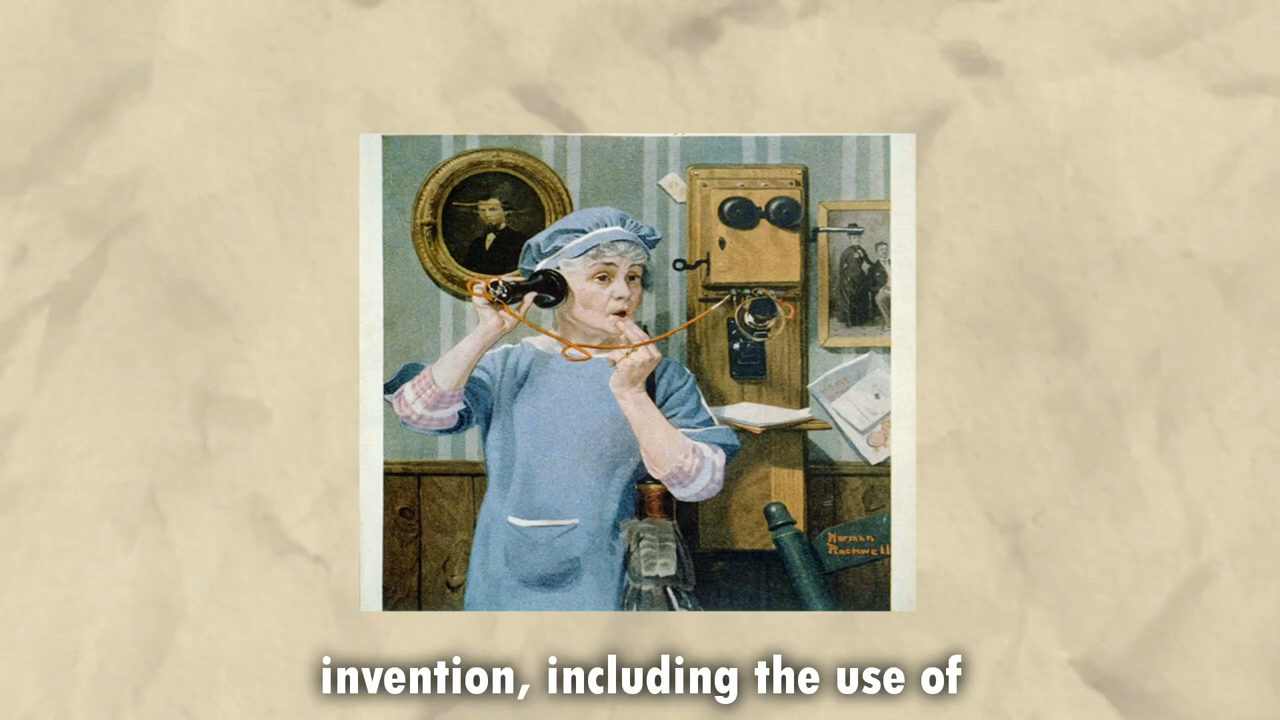 Norman
Rockwell
invention, including the use of